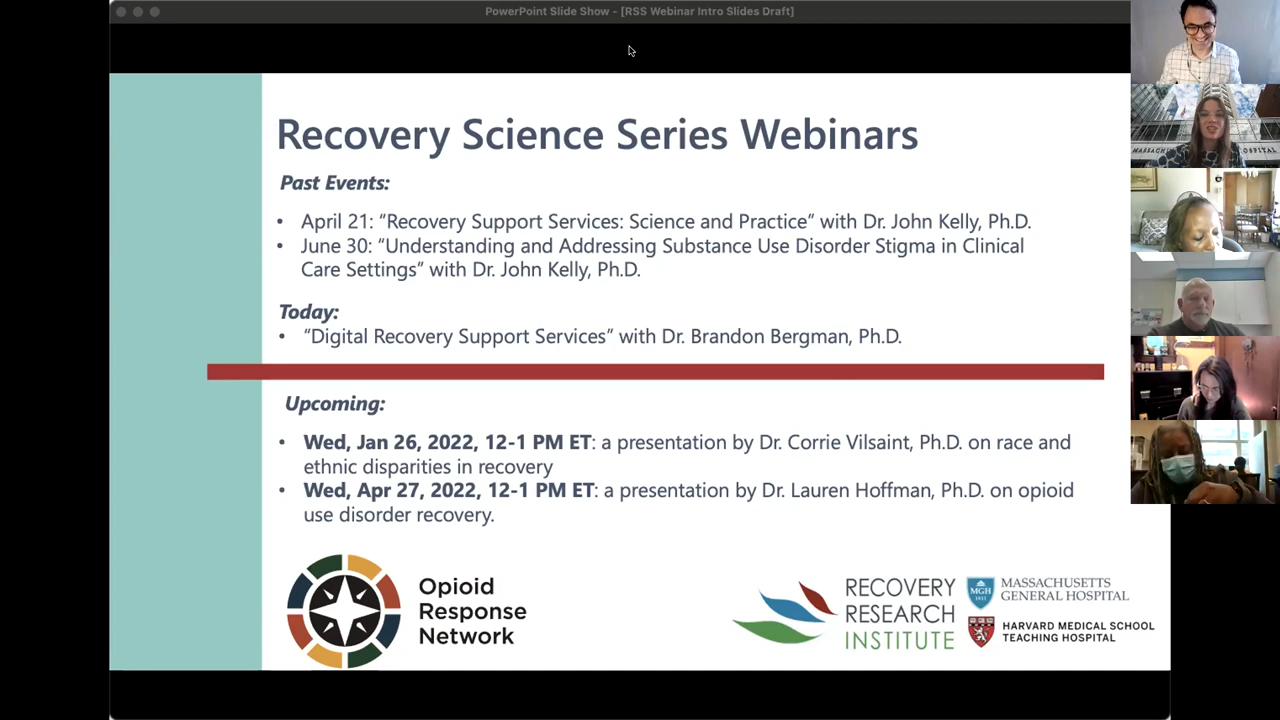 PowerPoint Slide Show - [RSS Webinar Intro Slides Draft]
Recovery Science Series Webinars
Past Events:
• April 21: “Recovery Support Services: Science and Practice” with Dr. John Kelly, Ph.D.
• June 30: “Understanding and Addressing Substance Use Disorder Stigma in Clinical
Care Settings” with Dr. John Kelly, Ph.D.
Today:
• “Digital Recovery Support Services” with Dr. Brandon Bergman, Ph.D.
Upcoming:
• Wed, Jan 26, 2022, 12-1 PM ET: a presentation by Dr. Corrie Vilsaint, Ph.D. on race and
ethnic disparities in recovery
• Wed, Apr 27, 2022, 12-1 PM ET: a presentation by Dr. Lauren Hoffman, Ph.D. on opioid
use disorder recovery.
Opioid
Response
Network
RECOVERY
RESEARCH
INSTITUTE
MGH
1811
MASSACHUSETTS
GENERAL HOSPITAL
HARVARD MEDICAL SCHOOL
TEACHING HOSPITAL